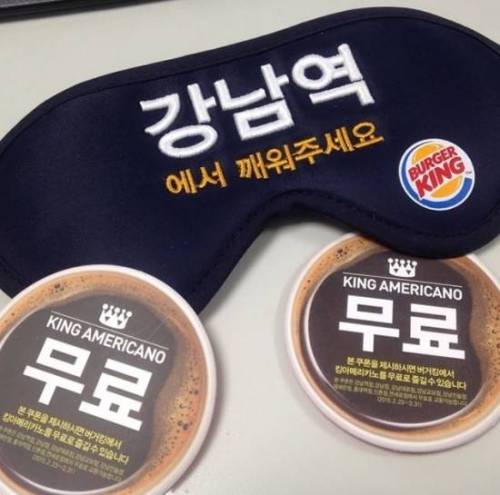 강남역
에서 깨워주세요
BURGER
KING
KING AMERICANO
무료
본 쿠폰을 제시하시면 버거킹에서
킹아메리카노를 무료로 즐길 수 있습니다
KING AMERICANO
무료
본 쿠폰을 제시하시면 버거킹에서
킹아메리카노를 무료로 즐길 수 있습니다